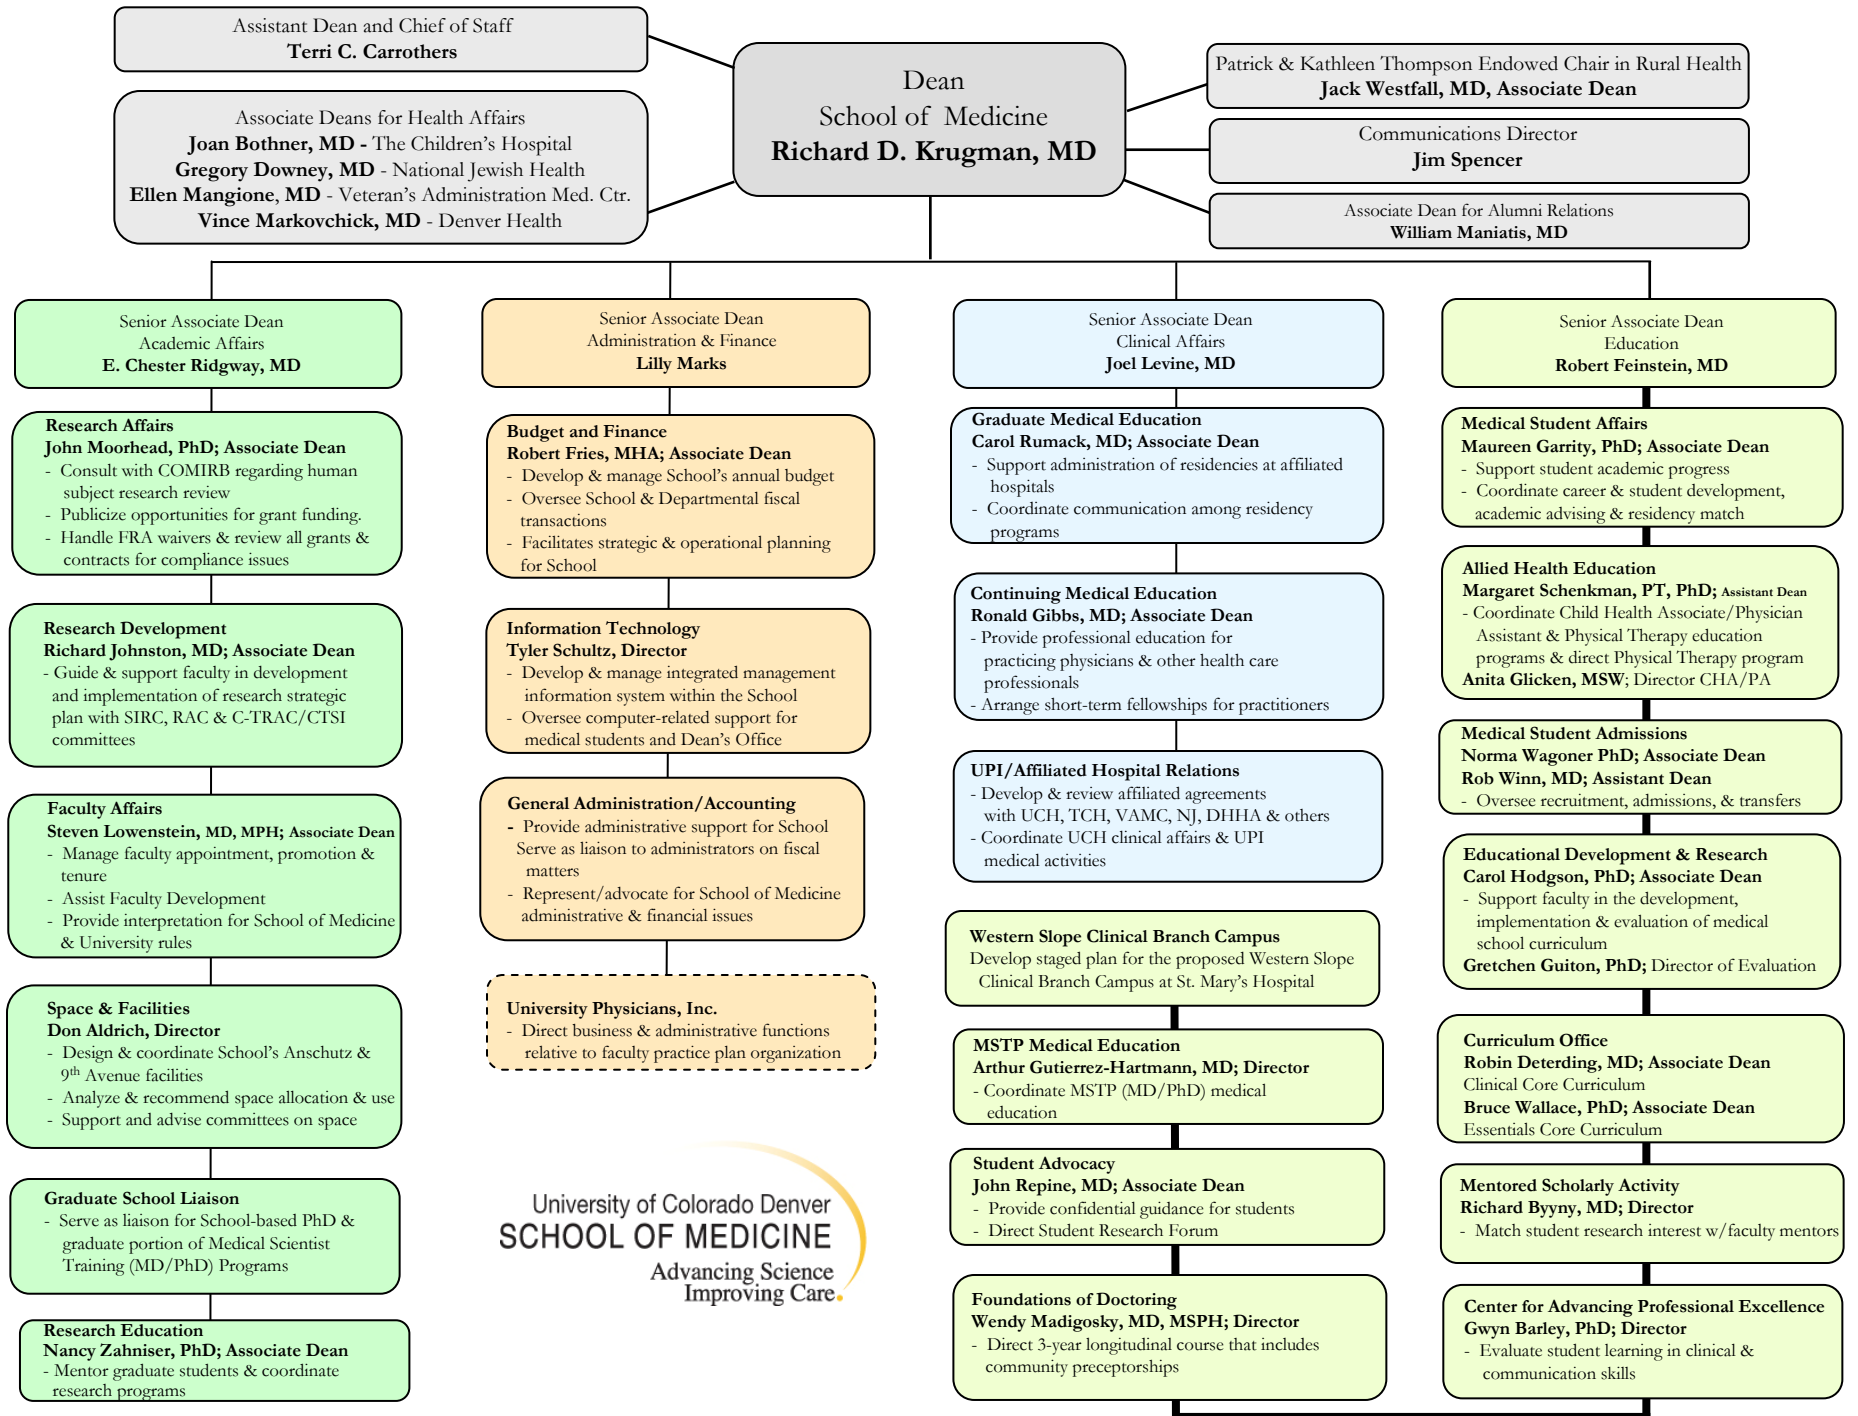 Assistant Dean and Chief of Staff
Terri C. Carrothers
Associate Deans for Health Affairs
Joan Bothner, MD - The Children's Hospital
Gregory Downey, MD - National Jewish Health
Ellen Mangione, MD - Veteran's Administration Med. Ctr.
Vince Markovchick, MD - Denver Health
Dean
School of Medicine
Richard D. Krugman, MD
Patrick & Kathleen Thompson Endowed Chair in Rural Health
Jack Westfall, MD, Associate Dean
Communications Director
Jim Spencer
Associate Dean for Alumni Relations
William Maniatis, MD
Senior Associate Dean
Academic Affairs
E. Chester Ridgway, MD
Research Affairs
John Moorhead, PhD; Associate Dean
- Consult with COMIRB regarding human
subject research review
- Publicize opportunities for grant funding.
- Handle FRA waivers & review all grants &
contracts for compliance issues
Research Development
Richard Johnston, MD; Associate Dean
- Guide & support faculty in development
and implementation of research strategic
plan with SIRC, RAC & C-TRAC/CTSI
committees
Faculty Affairs
Steven Lowenstein, MD, MPH; Associate Dean
- Manage faculty appointment, promotion &
tenure
- Assist Faculty Development
- Provide interpretation for School of Medicine
& University rules
Space & Facilities
Don Aldrich, Director
- Design & coordinate School's Anschutz &
9th Avenue facilities
- Analyze & recommend space allocation & use
- Support and advise committees on space
Graduate School Liaison
- Serve as liaison for School-based PhD &
graduate portion of Medical Scientist
Training (MD/PhD) Programs
Research Education
Nancy Zahniser, PhD; Associate Dean
- Mentor graduate students & coordinate
research programs
Senior Associate Dean
Administration & Finance
Lilly Marks
Budget and Finance
Robert Fries, MHA; Associate Dean
- Develop & manage School's annual budget
- Oversee School & Departmental fiscal
transactions
- Facilitates strategic & operational planning
for School
Information Technology
Tyler Schultz, Director
- Develop & manage integrated management
information system within the School
- Oversee computer-related support for
medical students and Dean's Office
General Administration/Accounting
- Provide administrative support for School
Serve as liaison to administrators on fiscal
matters
- Represent/advocate for School of Medicine
administrative & financial issues
University Physicians, Inc.
- Direct business & administrative functions
relative to faculty practice plan organization
University of Colorado Denver
SCHOOL OF MEDICINE
Advancing Science
Improving Care.
Senior Associate Dean
Clinical Affairs
Joel Levine, MD
Graduate Medical Education
Carol Rumack, MD; Associate Dean
- Support administration of residencies at affiliated
hospitals
- Coordinate communication among residency
programs
Continuing Medical Education
Ronald Gibbs, MD; Associate Dean
- Provide professional education for
practicing physicians & other health care
professionals
- Arrange short-term fellowships for practitioners
UPI/Affiliated Hospital Relations
- Develop & review affiliated agreements
with UCH, TCH, VAMC, NJ, DHHA & others
- Coordinate UCH clinical affairs & UPI
medical activities
Western Slope Clinical Branch Campus
Develop staged plan for the proposed Western Slope
Clinical Branch Campus at St. Mary's Hospital
MSTP Medical Education
Arthur Gutierrez-Hartmann, MD; Director
- Coordinate MSTP (MD/PhD) medical
education
Student Advocacy
John Repine, MD; Associate Dean
- Provide confidential guidance for students
- Direct Student Research Forum
Foundations of Doctoring
Wendy Madigosky, MD, MSPH; Director
- Direct 3-year longitudinal course that includes
community preceptorships
Senior Associate Dean
Education
Robert Feinstein, MD
Medical Student Affairs
Maureen Garrity, PhD; Associate Dean
- Support student academic progress
- Coordinate career & student development,
academic advising & residency match
Allied Health Education
Margaret Schenkman, PT, PhD; Assistant Dean
- Coordinate Child Health Associate/Physician
Assistant & Physical Therapy education
programs & direct Physical Therapy program
Anita Glicken, MSW; Director CHA/PA
Medical Student Admissions
Norma Wagoner PhD; Associate Dean
Rob Winn, MD; Assistant Dean
- Oversee recruitment, admissions, & transfers
Educational Development & Research
Carol Hodgson, PhD; Associate Dean
- Support faculty in the development,
implementation & evaluation of medical
school curriculum
Gretchen Guiton, PhD; Director of Evaluation
Curriculum Office
Robin Deterding, MD; Associate Dean
Clinical Core Curriculum
Bruce Wallace, PhD; Associate Dean
Essentials Core Curriculum
Mentored Scholarly Activity
Richard Byyny, MD; Director
- Match student research interest w/faculty mentors
Center for Advancing Professional Excellence
Gwyn Barley, PhD; Director
- Evaluate student learning in clinical &
communication skills